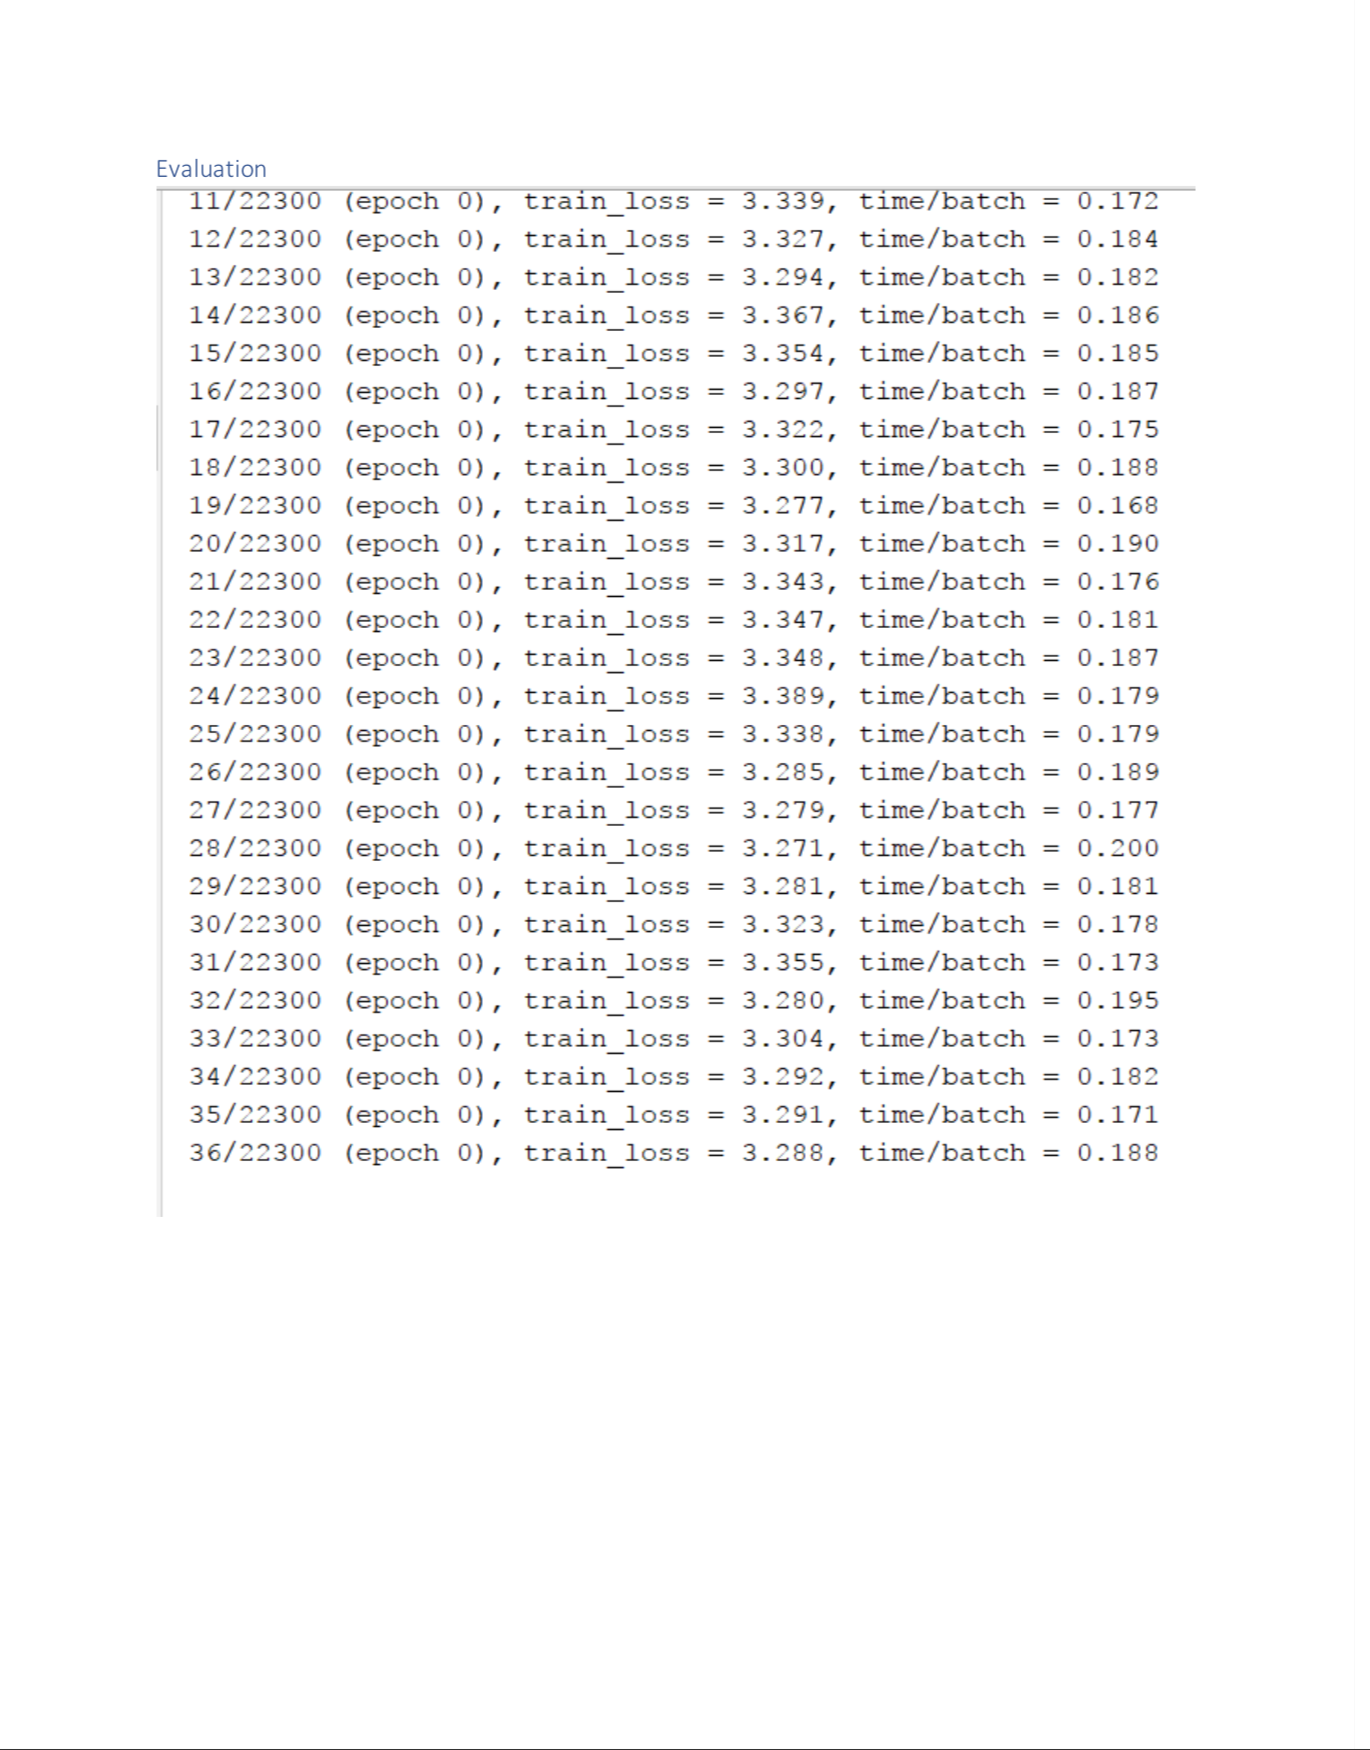 Evaluation
11/22300 (epoch 0), train_loss = 3.339, time/batch = 0.172
12/22300 (epoch 0), train_loss = 3.327, time/batch = 0.184
13/22300 (epoch 0), train_loss = 3.294, time/batch = 0.182
14/22300 (epoch 0), train_loss = 3.367, time/batch = 0.186
15/22300 (epoch 0), train_loss = 3.354, time/batch = 0.185
16/22300 (epoch 0), train_loss = 3.297, time/batch = 0.187
17/22300 (epoch 0), train_loss = 3.322, time/batch = 0.175
18/22300 (epoch 0), train_loss = 3.300, time/batch = 0.188
19/22300 (epoch 0), train_loss = 3.277, time/batch = 0.168
20/22300 (epoch 0), train_loss = 3.317, time/batch = 0.190
21/22300 (epoch 0), train_loss = 3.343, time/batch = 0.176
22/22300 (epoch 0), train_loss = 3.347, time/batch = 0.181
23/22300 (epoch 0), train_loss = 3.348, time/batch = 0.187
24/22300 (epoch 0), train_loss = 3.389, time/batch = 0.179
25/22300 (epoch 0), train_loss = 3.338, time/batch = 0.179
26/22300 (epoch 0), train_loss = 3.285, time/batch = 0.189
27/22300 (epoch 0), train_loss = 3.279, time/batch = 0.177
28/22300 (epoch 0), train_loss = 3.271, time/batch = 0.200
29/22300 (epoch 0), train_loss = 3.281, time/batch = 0.181
30/22300 (epoch 0), train_loss = 3.323, time/batch = 0.178
31/22300 (epoch 0), train_loss = 3.355, time/batch = 0.173
32/22300 (epoch 0), train_loss = 3.280, time/batch = 0.195
33/22300 (epoch 0), train_loss = 3.304, time/batch = 0.173
34/22300 (epoch 0), train_loss = 3.292, time/batch = 0.182
35/22300 (epoch 0), train_loss = 3.291, time/batch = 0.171
36/22300 (epoch 0), train_loss = 3.288, time/batch = 0.188